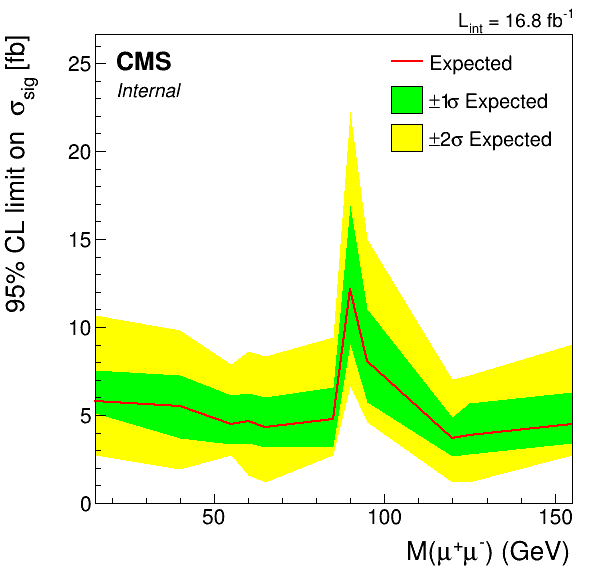 L_int = 16.8 fb⁻¹
CMS
Internal
Expected
±1σ Expected
±2σ Expected
95% CL limit on σ_sig [fb]
25
20
15
10
5
0
50
100
150
M(μ⁺μ⁻) (GeV)